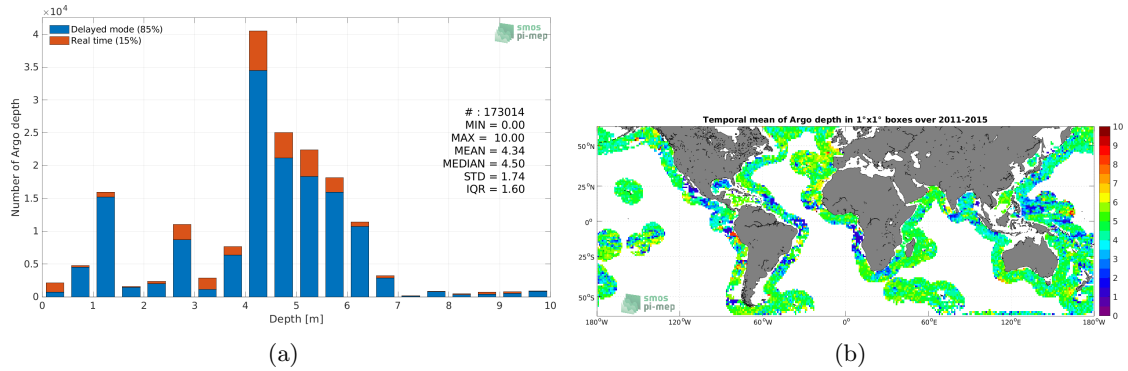 ×10⁴
Delayed mode (85%)
Real time (15%)
smos
pi-mep
4
3.5
3
2.5
2
1.5
1
0.5
0
Number of Argo depth
# : 173014
MIN = 0.00
MAX = 10.00
MEAN = 4.34
MEDIAN = 4.50
STD = 1.74
IQR = 1.60
0 1 2 3 4 5 6 7 8 9 10
Depth [m]
(a)
Temporal mean of Argo depth in 1°x1° boxes over 2011-2015
50°N
25°N
0°
25°S
50°S
180°W 120°W 60°W 0° 60°E 120°E 180°W
smos
pi-mep
10
9
8
7
6
5
4
3
2
1
0
(b)